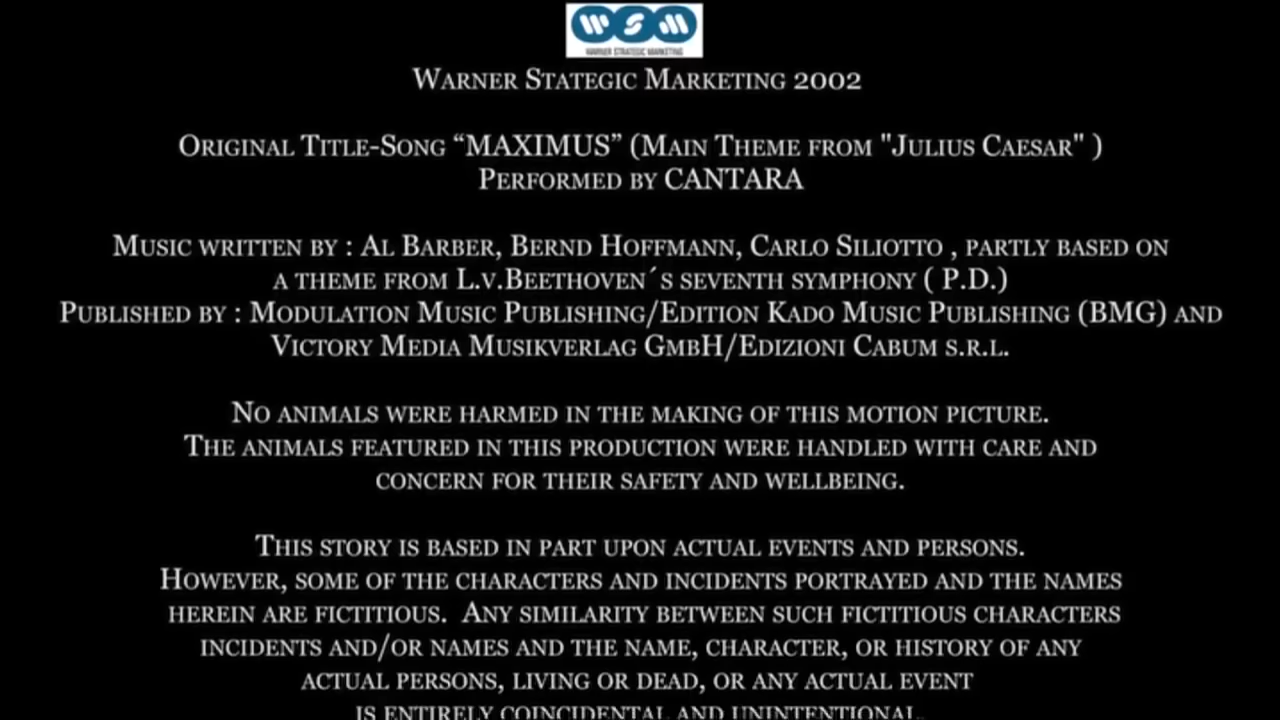 WSM
WARNER STRATEGIC MARKETING
WARNER STATEGIC MARKETING 2002
ORIGINAL TITLE-SONG “MAXIMUS” (MAIN THEME FROM "JULIUS CAESAR" )
PERFORMED BY CANTARA
MUSIC WRITTEN BY : AL BARBER, BERND HOFFMANN, CARLO SILIOTTO , PARTLY BASED ON
A THEME FROM L.V.BEETHOVEN´S SEVENTH SYMPHONY ( P.D.)
PUBLISHED BY : MODULATION MUSIC PUBLISHING/EDITION KADO MUSIC PUBLISHING (BMG) AND
VICTORY MEDIA MUSIKVERLAG GMBH/EDIZIONI CABUM S.R.L.
NO ANIMALS WERE HARMED IN THE MAKING OF THIS MOTION PICTURE.
THE ANIMALS FEATURED IN THIS PRODUCTION WERE HANDLED WITH CARE AND
CONCERN FOR THEIR SAFETY AND WELLBEING.
THIS STORY IS BASED IN PART UPON ACTUAL EVENTS AND PERSONS.
HOWEVER, SOME OF THE CHARACTERS AND INCIDENTS PORTRAYED AND THE NAMES
HEREIN ARE FICTITIOUS. ANY SIMILARITY BETWEEN SUCH FICTITIOUS CHARACTERS
INCIDENTS AND/OR NAMES AND THE NAME, CHARACTER, OR HISTORY OF ANY
ACTUAL PERSONS, LIVING OR DEAD, OR ANY ACTUAL EVENT
IS ENTIRELY COINCIDENTAL AND UNINTENTIONAL.